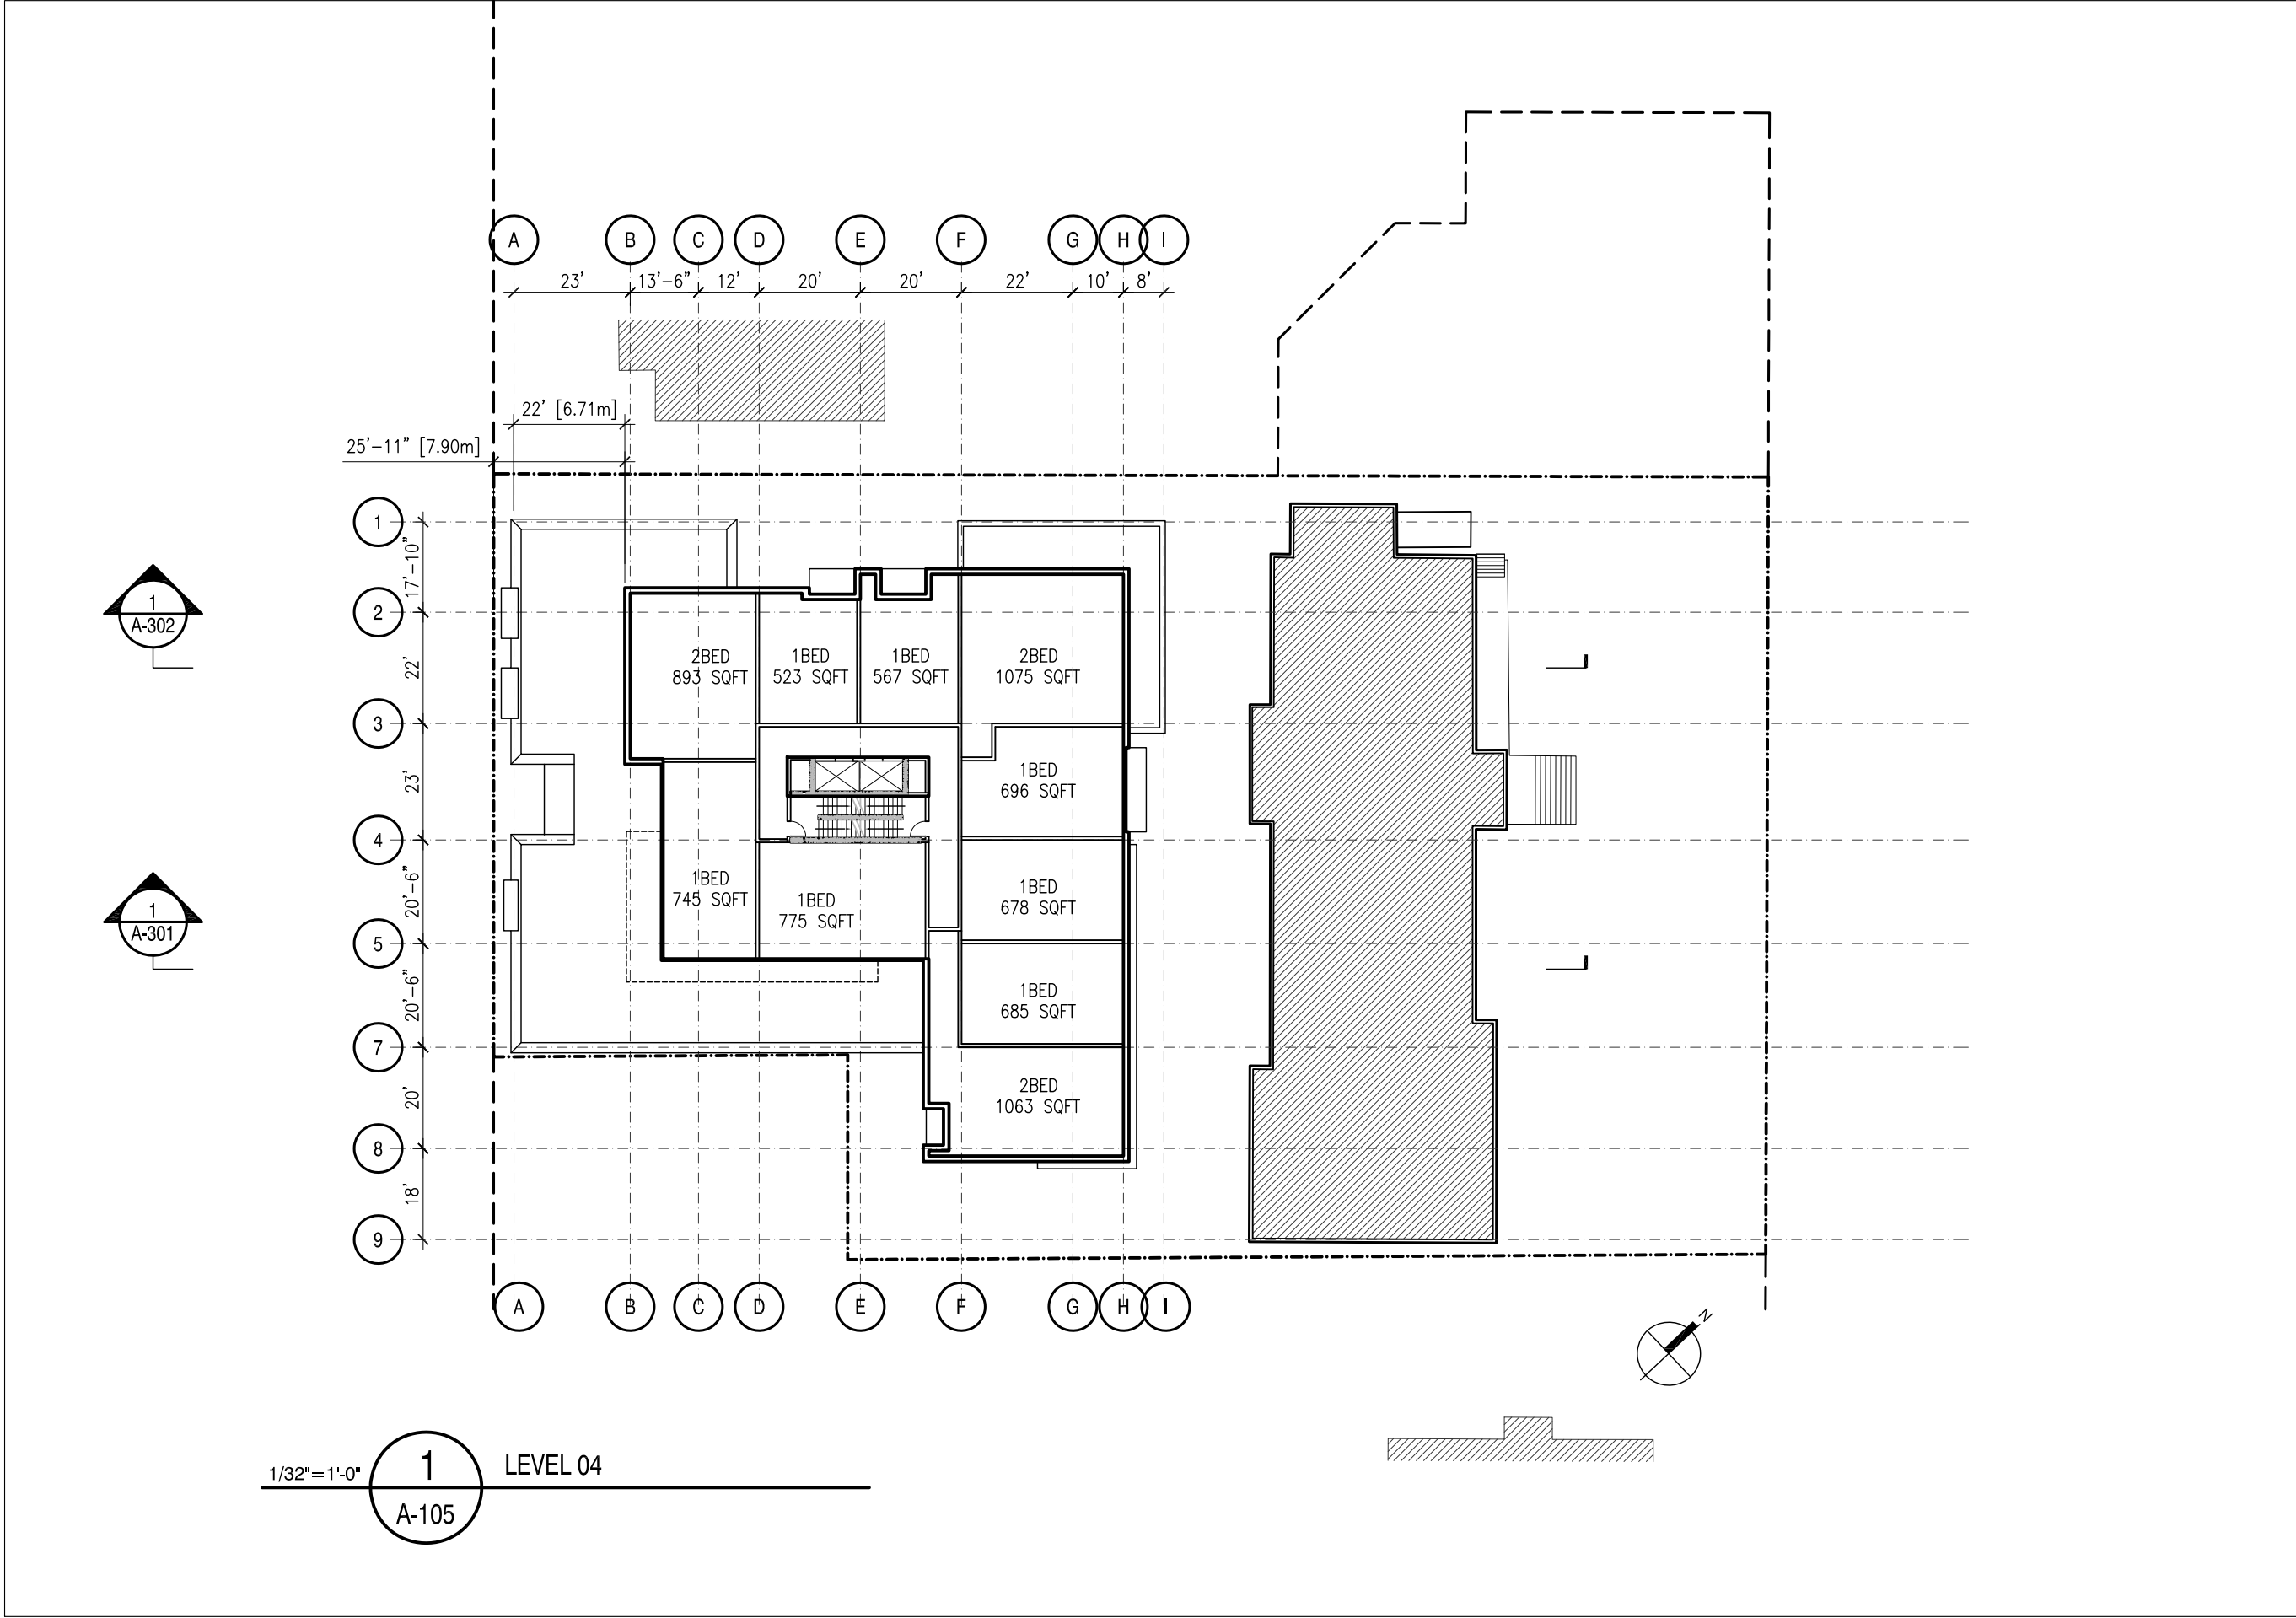 A B C D E F G H I
23' 13'-6" 12' 20' 20' 22' 10' 8'
22' [6.71m]
25'-11" [7.90m]
1
17'-10"
2
22'
3
23'
4
20'-6"
5
20'-6"
7
20'
8
18'
9
1
A-302
1
A-301
2BED
893 SQFT
1BED
523 SQFT
1BED
567 SQFT
2BED
1075 SQFT
1BED
696 SQFT
1BED
745 SQFT
1BED
775 SQFT
1BED
678 SQFT
1BED
685 SQFT
2BED
1063 SQFT
A B C D E F G H I
N
1/32"=1'-0"
1
A-105
LEVEL 04